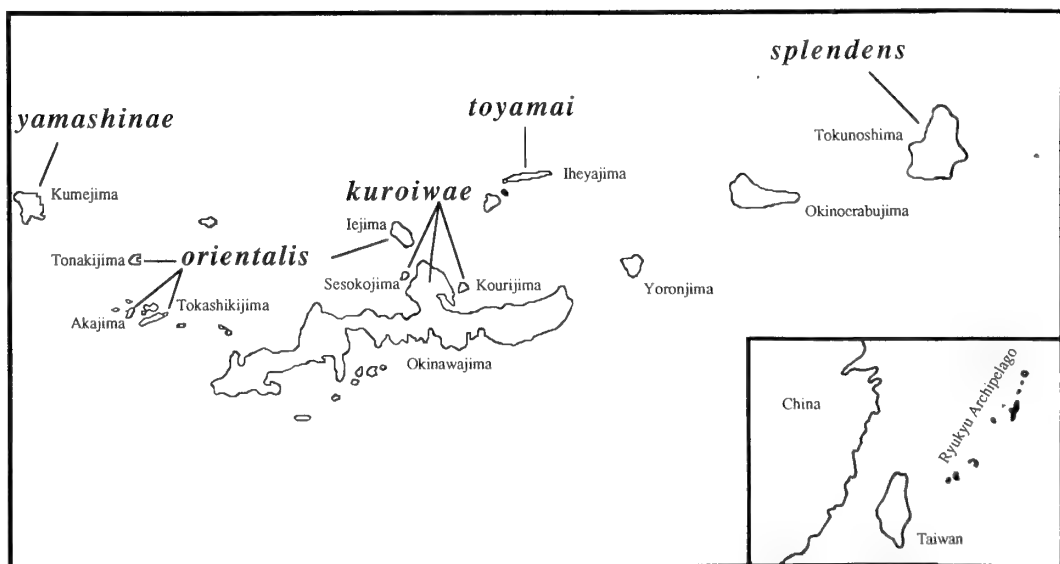 splendens
yamashinae
toyamai
Tokunoshima
Kumejima
kuroiwae
Iheyajima
Okinoerabujima
Iejima
Tonakijima
orientalis
Sesokojima
Kourijima
Yoronjima
Akajima
Tokashikijima
Okinawajima
China
Ryukyu Archipelago
Taiwan